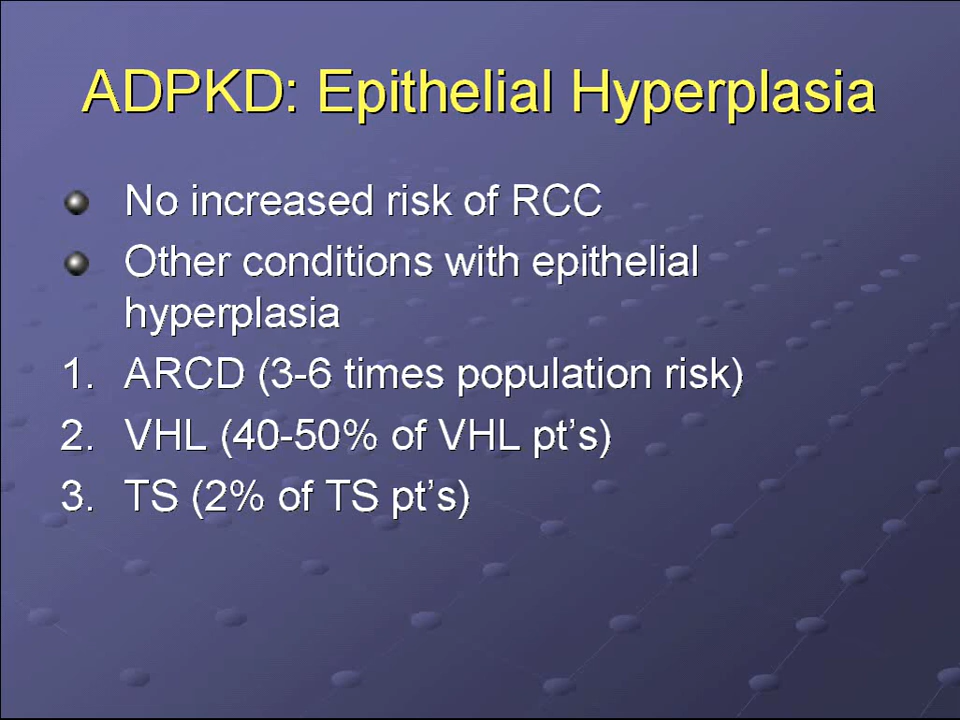 ADPKD: Epithelial Hyperplasia
No increased risk of RCC
Other conditions with epithelial
hyperplasia
1. ARCD (3-6 times population risk)
2. VHL (40-50% of VHL pt’s)
3. TS (2% of TS pt’s)